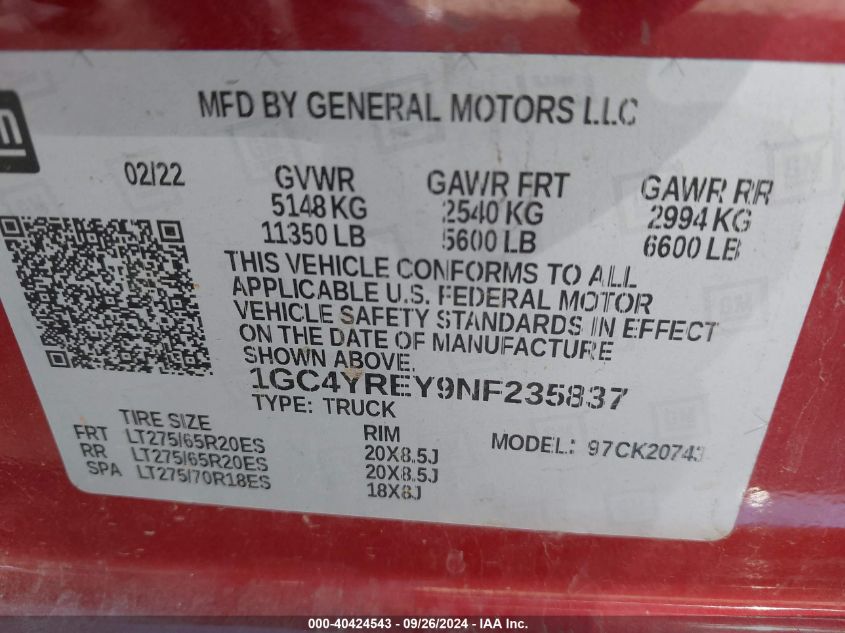 MFD BY GENERAL MOTORS LLC
02/22 GVWR GAWR FRT GAWR RR
5148 KG 2540 KG 2994 KG
11350 LB 5600 LB 6600 LB
THIS VEHICLE CONFORMS TO ALL
APPLICABLE U.S. FEDERAL MOTOR
VEHICLE SAFETY STANDARDS IN EFFECT
ON THE DATE OF MANUFACTURE
SHOWN ABOVE.
1GC4YREY9NF235837
TYPE: TRUCK
TIRE SIZE RIM MODEL: 97CK20743
FRT LT275/65R20ES 20X8.5J
RR LT275/65R20ES 20X8.5J
SPA LT275/70R18ES 18X8J
000-40424543 - 09/26/2024 - IAA Inc.